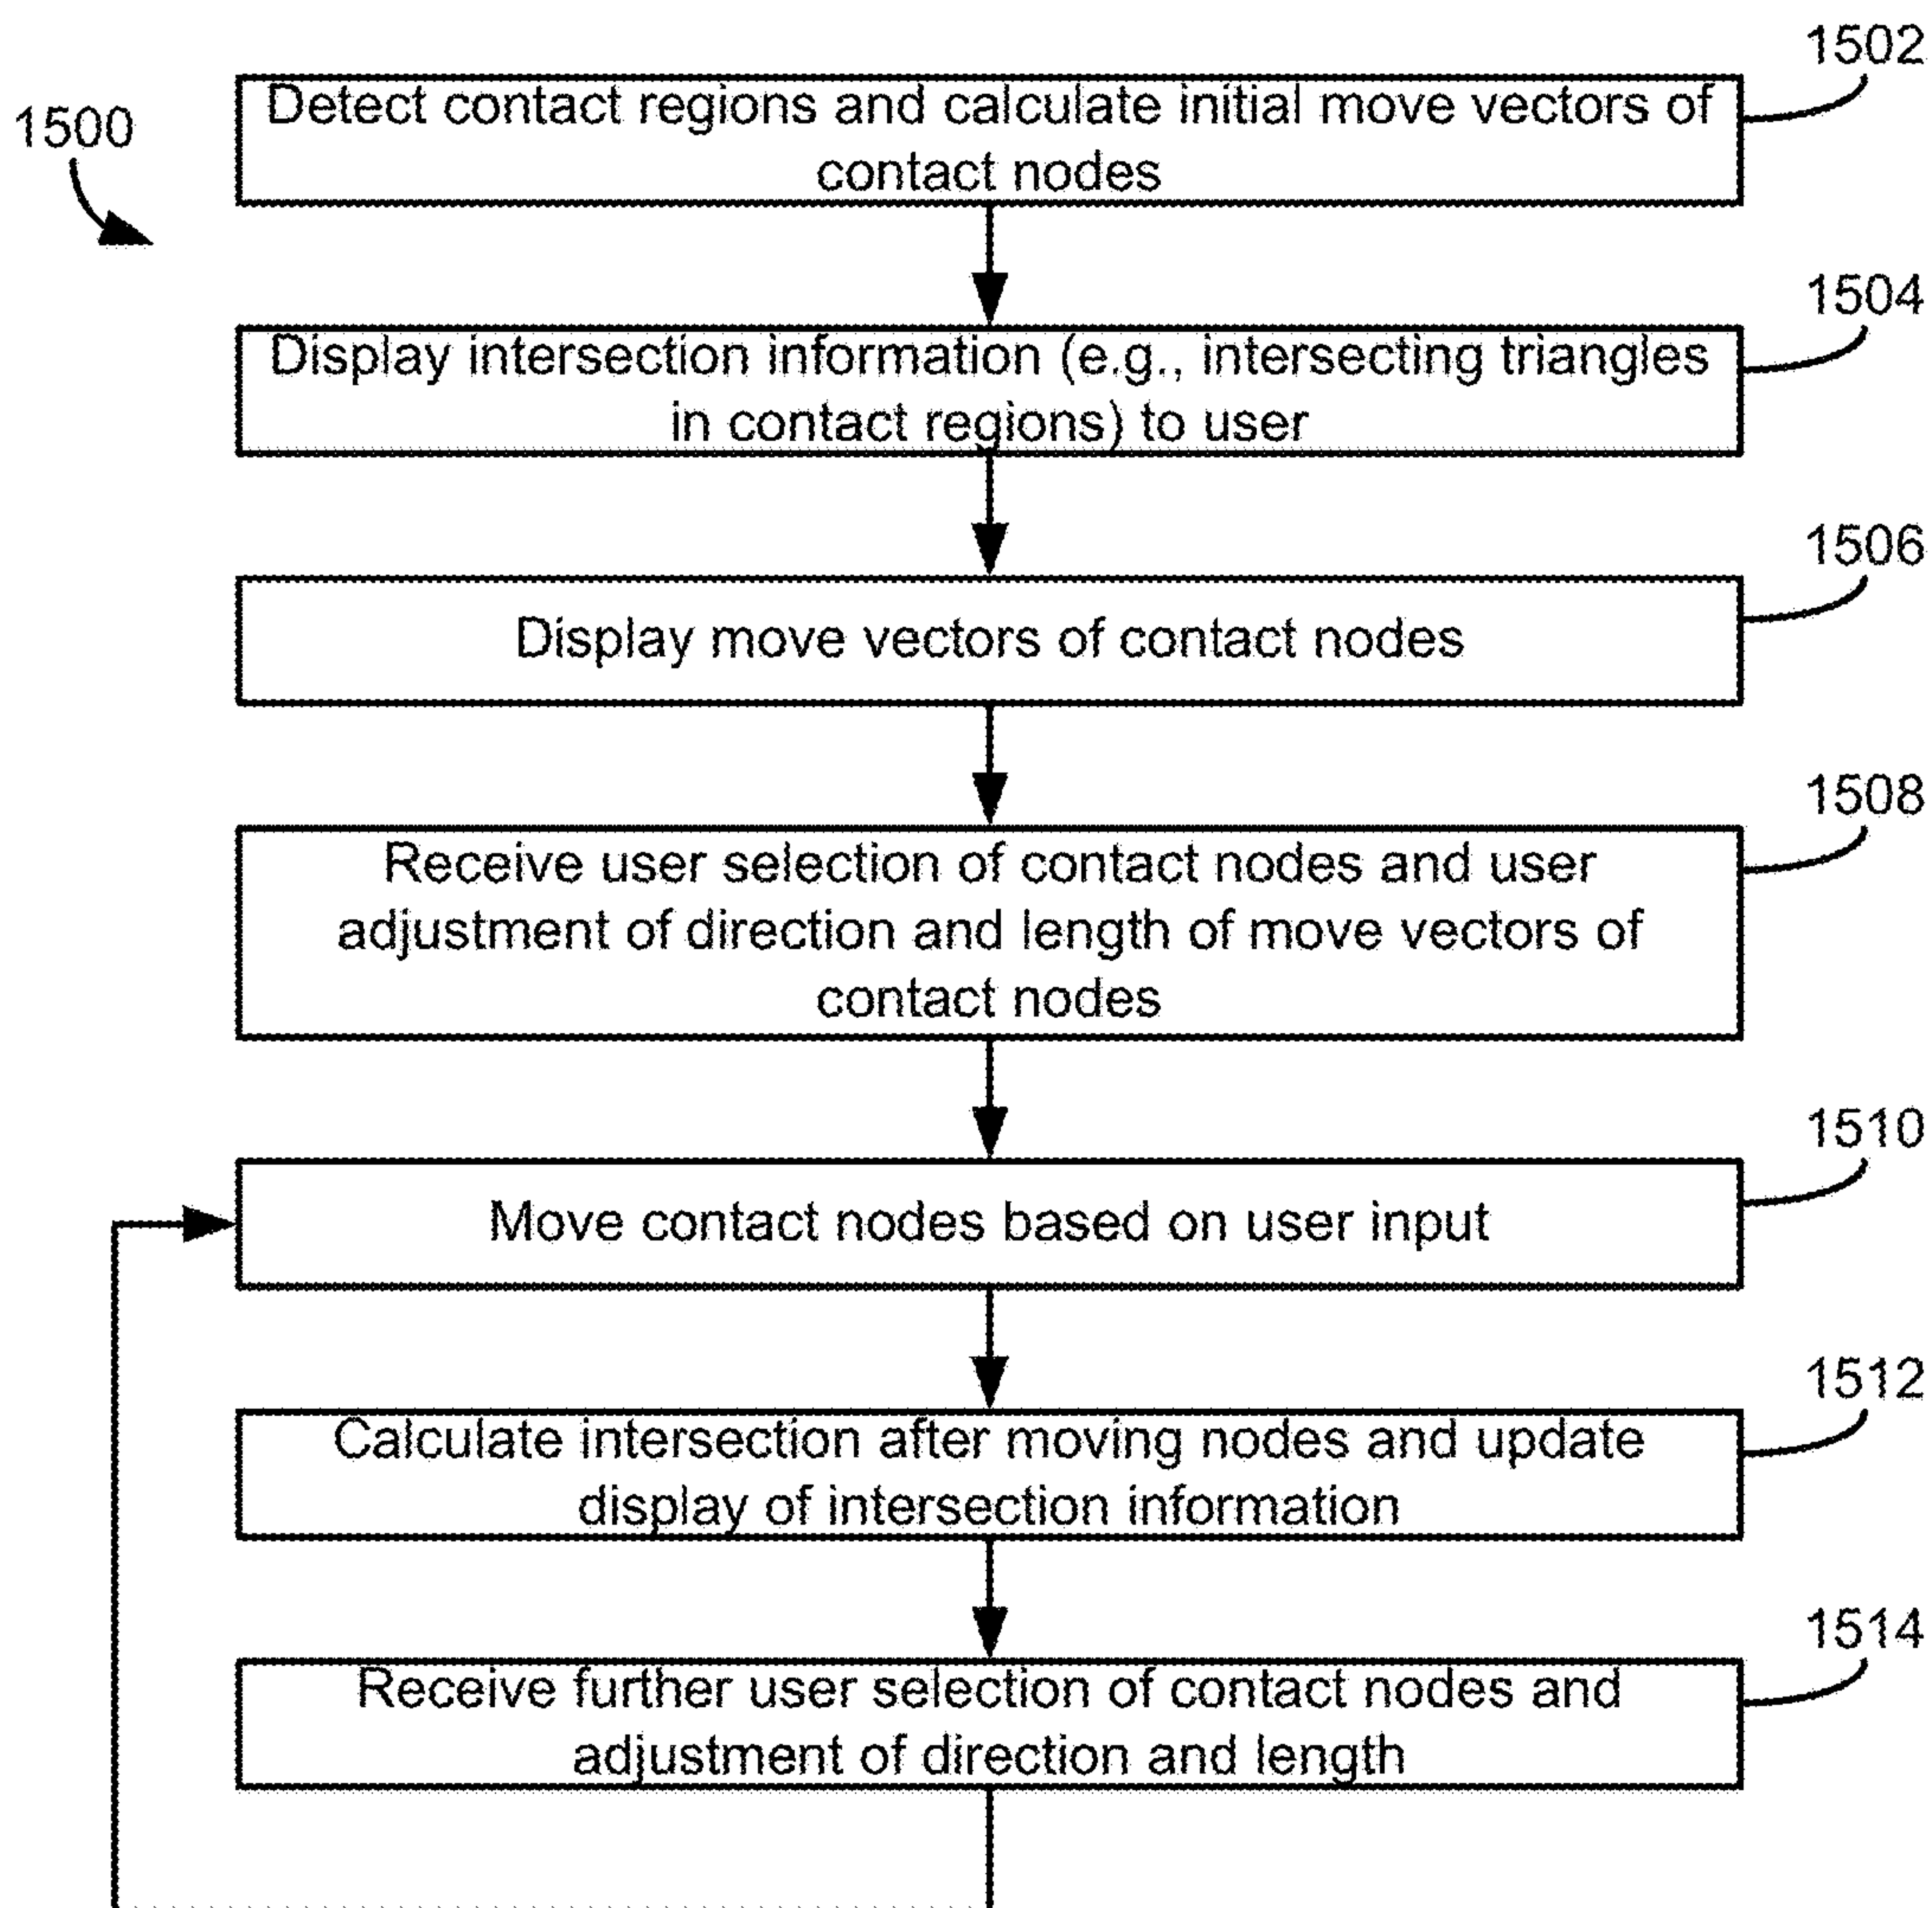 1500
1502
Detect contact regions and calculate initial move vectors of
contact nodes
1504
Display intersection information (e.g., intersecting triangles
in contact regions) to user
1506
Display move vectors of contact nodes
1508
Receive user selection of contact nodes and user
adjustment of direction and length of move vectors of
contact nodes
1510
Move contact nodes based on user input
1512
Calculate intersection after moving nodes and update
display of intersection information
1514
Receive further user selection of contact nodes and
adjustment of direction and length